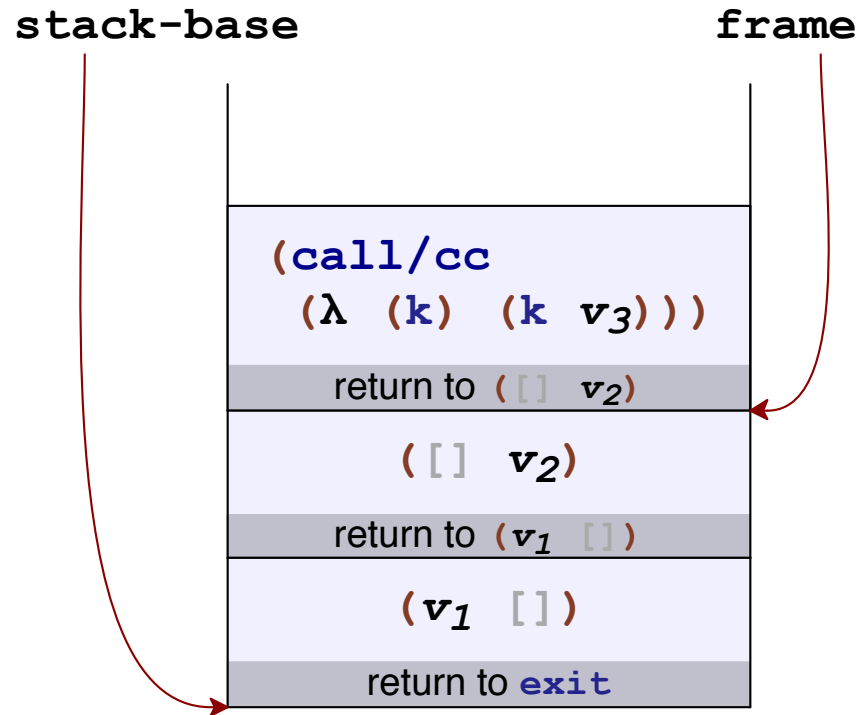 stack-base frame
(call/cc
(λ (k) (k v₃)))
return to ([] v₂)
([] v₂)
return to (v₁ [])
(v₁ [])
return to exit